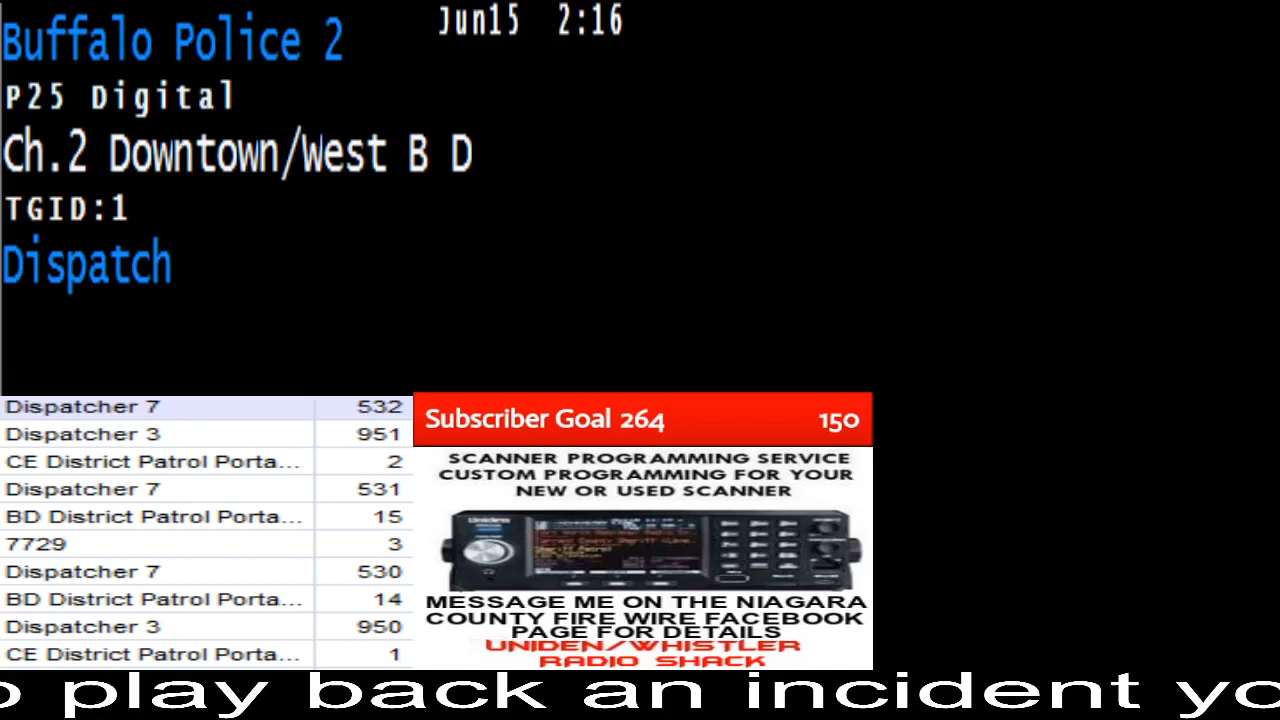 Buffalo Police 2
Jun15 2:16
P25 Digital
Ch.2 Downtown/West B D
TGID:1
Dispatch
Dispatcher 7 532
Dispatcher 3 951
CE District Patrol Porta... 2
Dispatcher 7 531
BD District Patrol Porta... 15
7729 3
Dispatcher 7 530
BD District Patrol Porta... 14
Dispatcher 3 950
CE District Patrol Porta... 1
Subscriber Goal 264 150
SCANNER PROGRAMMING SERVICE
CUSTOM PROGRAMMING FOR YOUR
NEW OR USED SCANNER
Uniden
MESSAGE ME ON THE NIAGARA
COUNTY FIRE WIRE FACEBOOK
PAGE FOR DETAILS
UNIDEN/WHISTLER
RADIO SHACK
o play back an incident yo